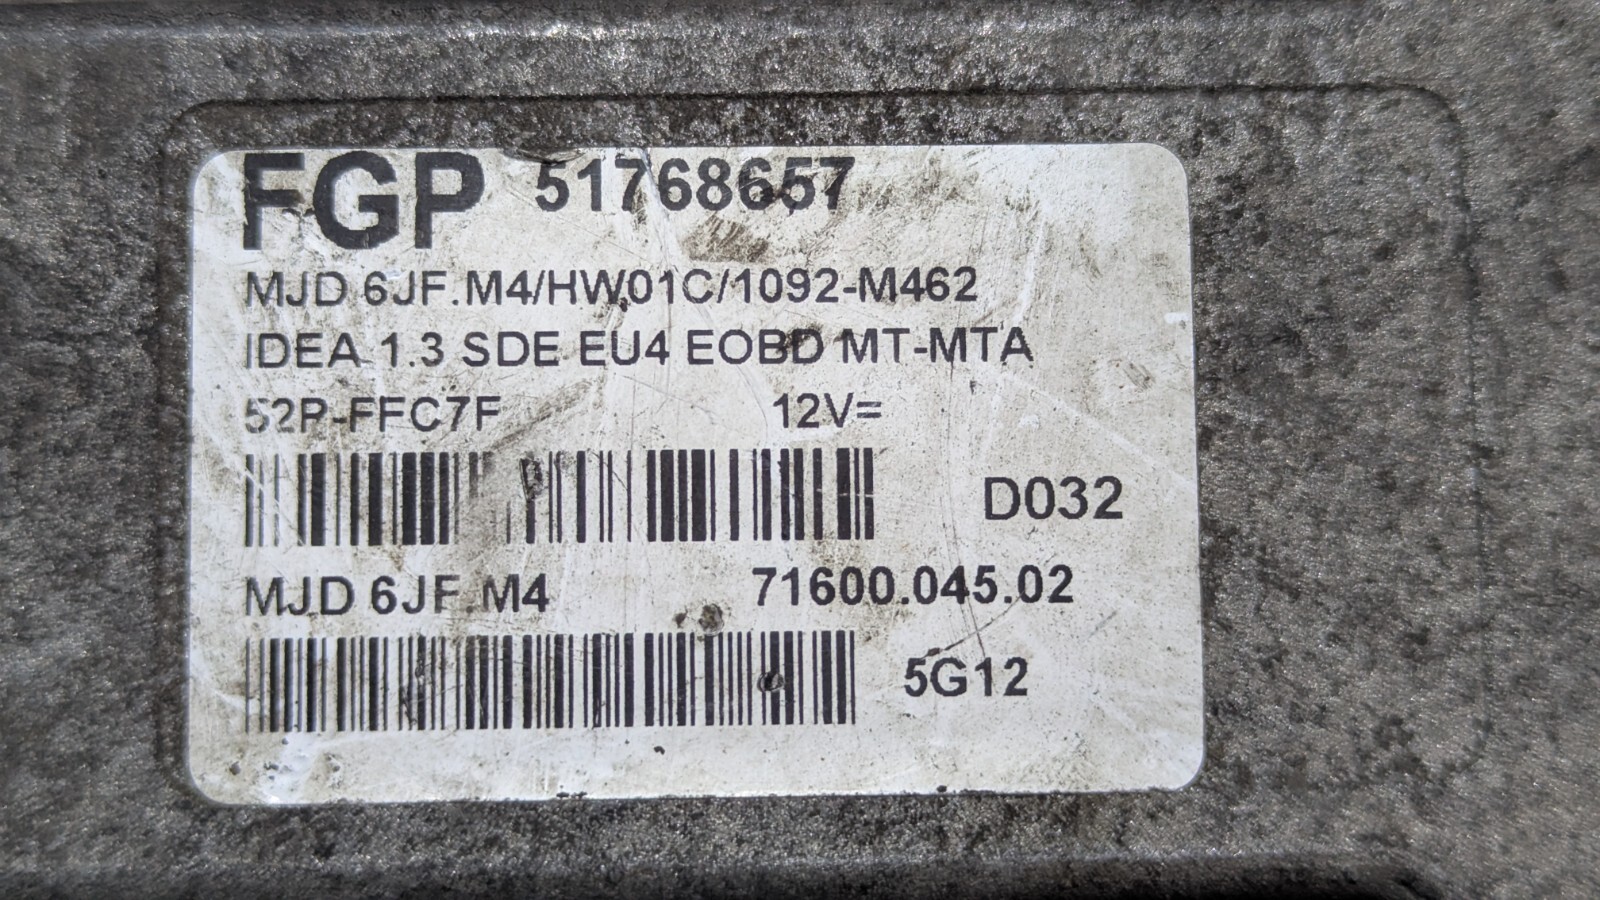 FGP 51768657
MJD 6JF.M4/HW01C/1092-M462
IDEA 1.3 SDE EU4 EOBD MT-MTA
52P-FFC7F 12V=
D032
MJD 6JF.M4 71600.045.02
5G12